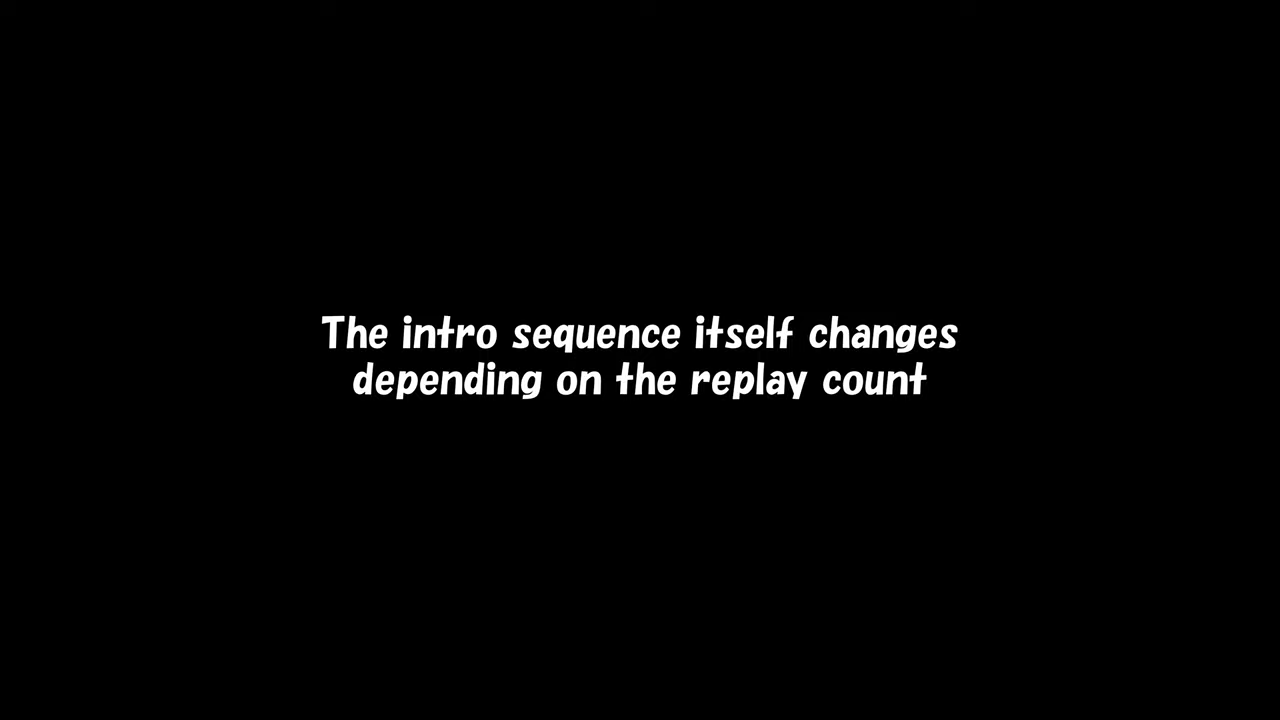 The intro sequence itself changes
depending on the replay count